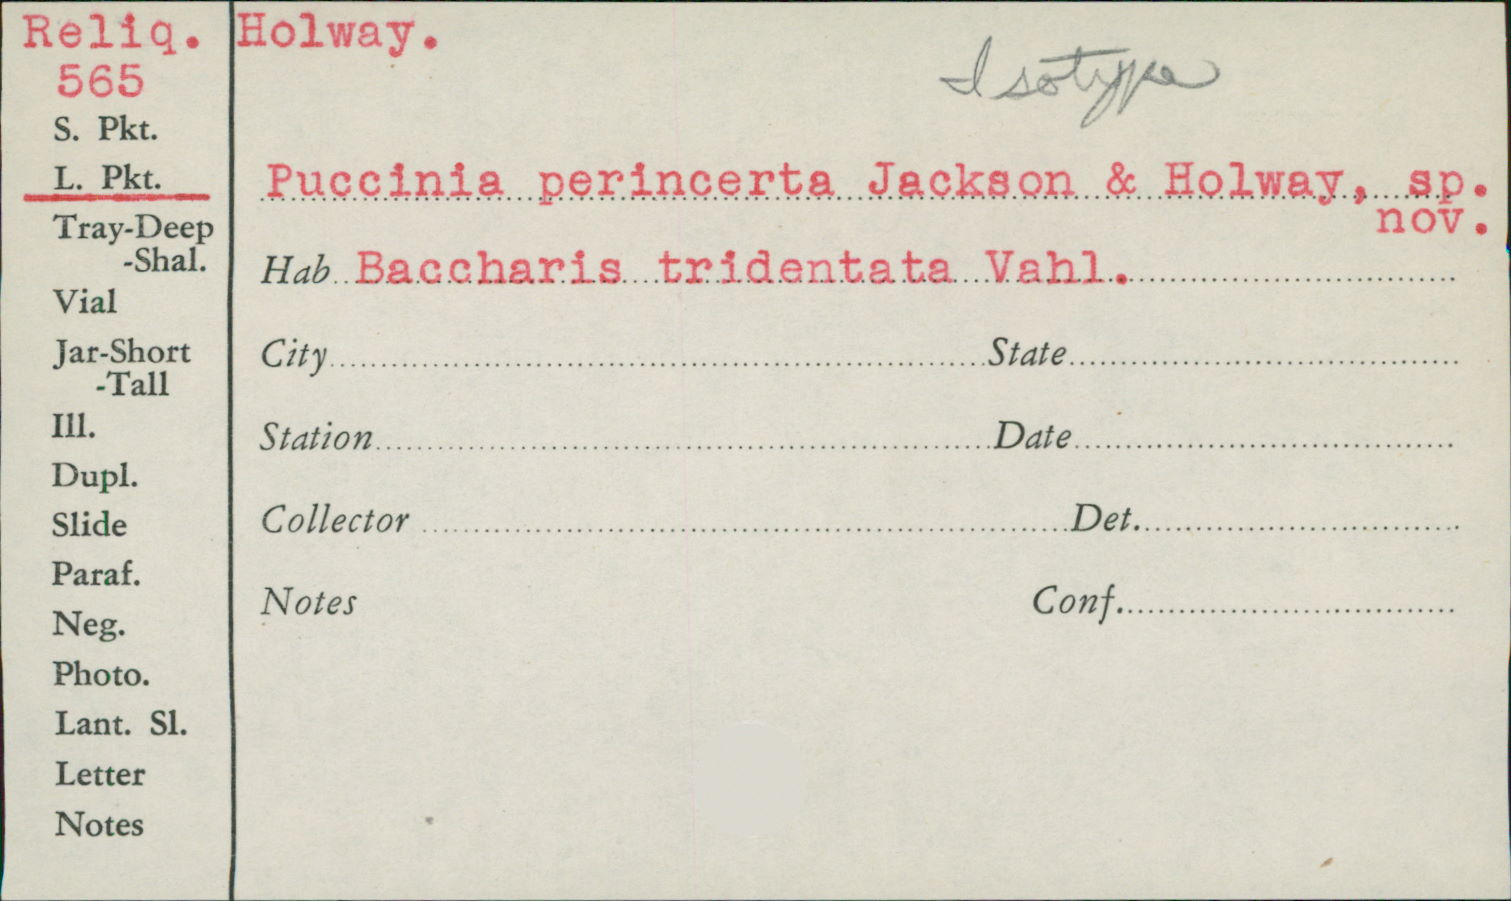 Reliq. Holway.
565
Isotype
S. Pkt.
L. Pkt.
Tray-Deep
-Shal.
Vial
Jar-Short
-Tall
Ill.
Dupl.
Slide
Paraf.
Neg.
Photo.
Lant. Sl.
Letter
Notes
Puccinia perincerta Jackson & Holway, sp.
nov.
Hab Baccharis tridentata Vahl.
City State
Station Date
Collector Det.
Notes Conf.